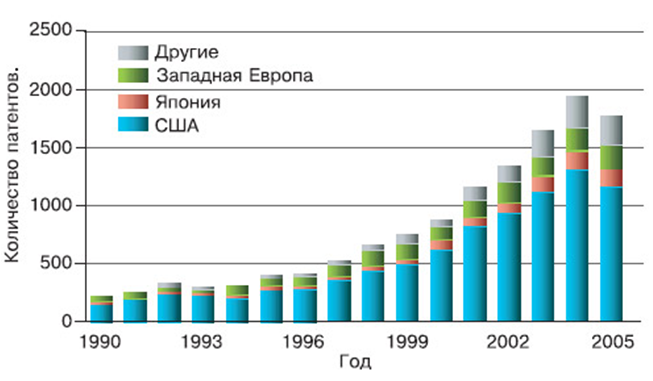 2500
2000
1500
1000
500
0
Количество патентов.
Другие
Западная Европа
Япония
США
1990 1993 1996 1999 2002 2005
Год